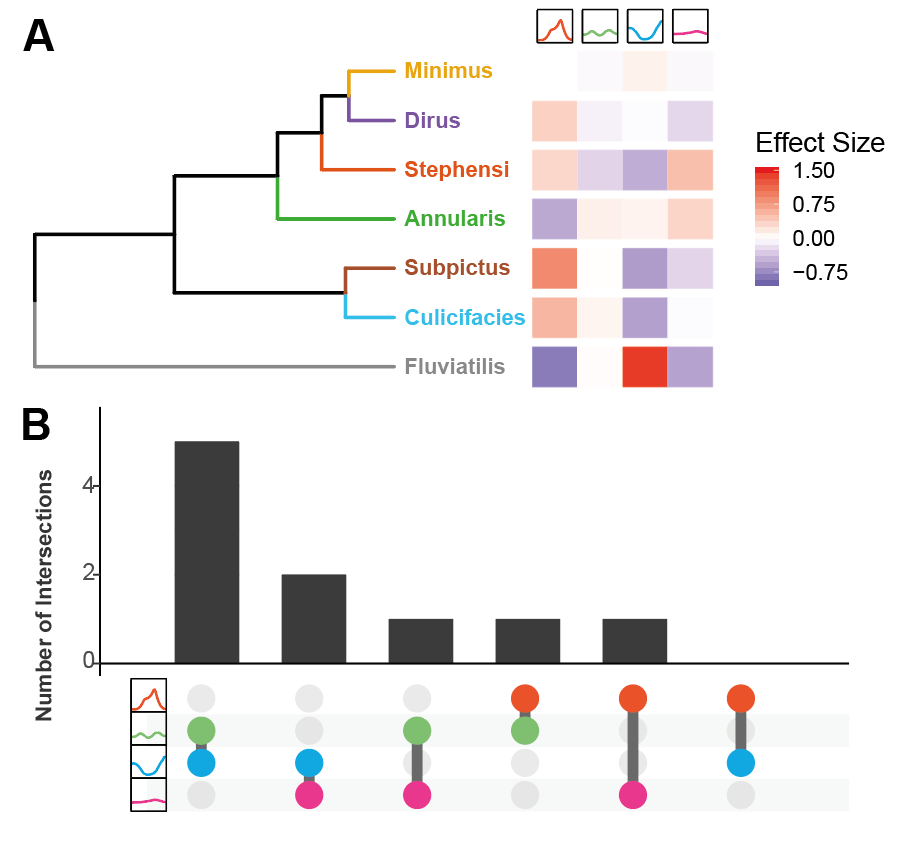 A
Minimus
Dirus
Stephensi
Annularis
Subpictus
Culicifacies
Fluviatilis
Effect Size
1.50
0.75
0.00
−0.75
B
Number of Intersections
4
2
0